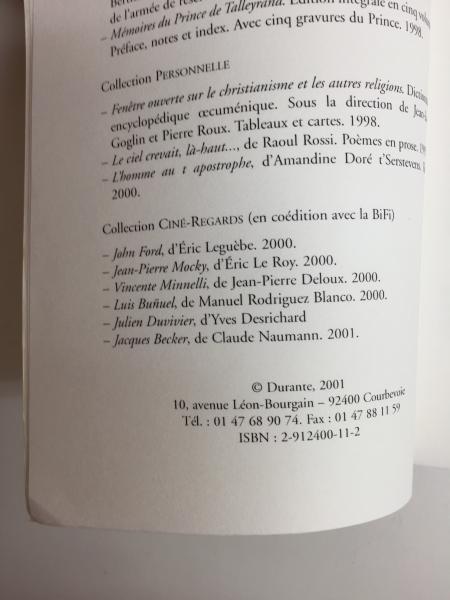 de l'armée de
– Mémoires du Prince de Talleyrand. Édition intégrale en cinq
Préface, notes et index. Avec cinq gravures du Prince. 1998.
Collection PERSONNELLE
– Fenêtre ouverte sur le christianisme et les autres religions.
encyclopédique œcuménique. Sous la direction de
Goglin et Pierre Roux. Tableaux et cartes. 1998.
– Le ciel crevait, là-haut..., de Raoul Rossi. Poèmes en prose.
– L'homme au t apostrophe, d'Amandine Doré t'Serstevens.
2000.
Collection CINÉ-REGARDS (en coédition avec la BiFi)
– John Ford, d'Éric Leguèbe. 2000.
– Jean-Pierre Mocky, d'Éric Le Roy. 2000.
– Vincente Minnelli, de Jean-Pierre Deloux. 2000.
– Luis Buñuel, de Manuel Rodriguez Blanco. 2000.
– Julien Duvivier, d'Yves Desrichard
– Jacques Becker, de Claude Naumann. 2001.
© Durante, 2001
10, avenue Léon-Bourgain – 92400 Courbevoie
Tél. : 01 47 68 90 74. Fax : 01 47 88 11 59
ISBN : 2-912400-11-2